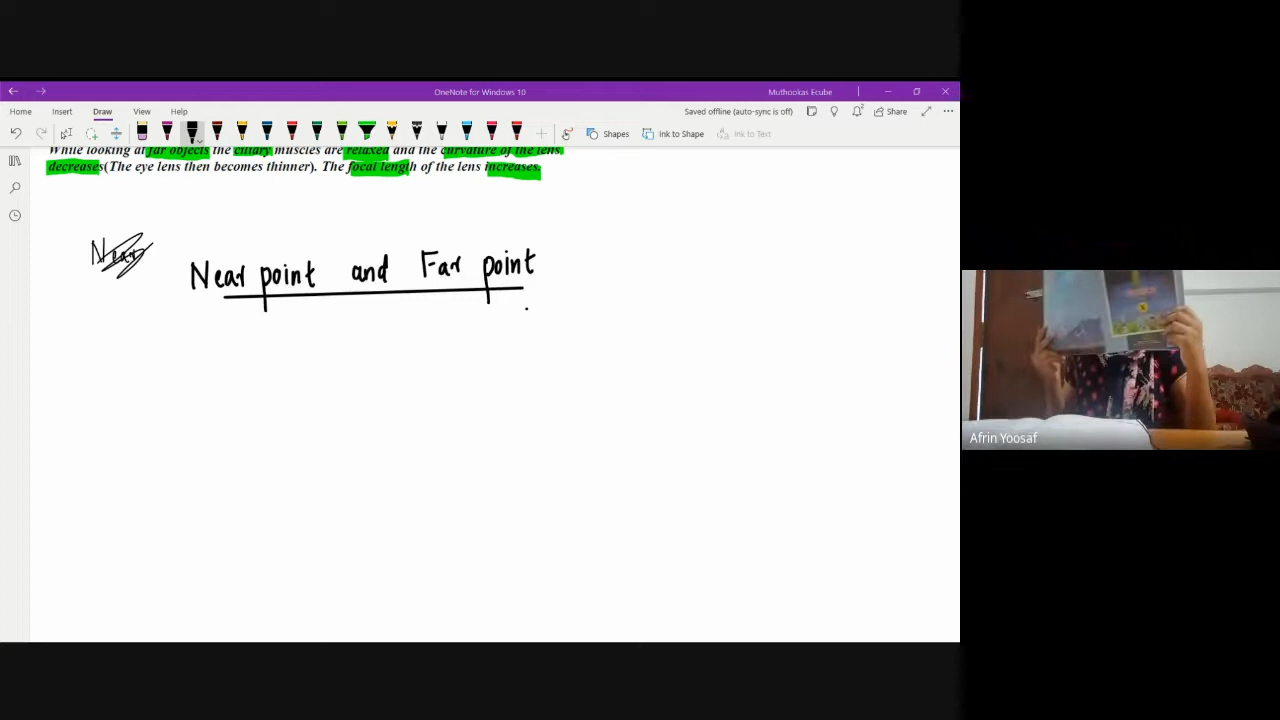 OneNote for Windows 10
Muthookas Ecube
Home Insert Draw View Help
Saved offline (auto-sync is off)
Share
Shapes
Ink to Shape
Ink to Text
While looking at far objects the ciliary muscles are relaxed and the curvature of the lens
decreases(The eye lens then becomes thinner). The focal length of the lens increases.
Near
Near point and Far point
Afrin Yoosaf